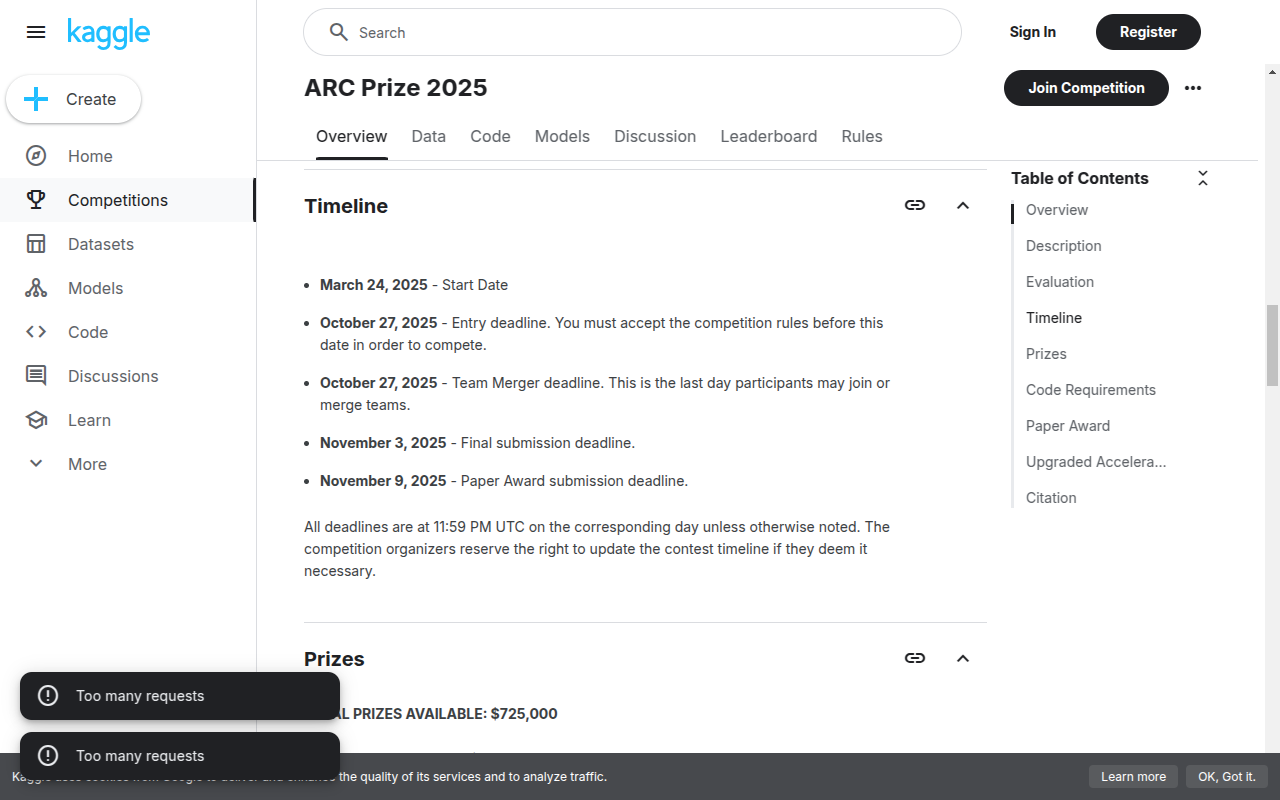 kaggle
Search
Sign In
Register
Create
Home
Competitions
Datasets
Models
Code
Discussions
Learn
More
ARC Prize 2025
Join Competition
Overview
Data
Code
Models
Discussion
Leaderboard
Rules
Timeline
March 24, 2025 - Start Date
October 27, 2025 - Entry deadline. You must accept the competition rules before this
date in order to compete.
October 27, 2025 - Team Merger deadline. This is the last day participants may join or
merge teams.
November 3, 2025 - Final submission deadline.
November 9, 2025 - Paper Award submission deadline.
All deadlines are at 11:59 PM UTC on the corresponding day unless otherwise noted. The
competition organizers reserve the right to update the contest timeline if they deem it
necessary.
Prizes
PRIZES AVAILABLE: $725,000
Table of Contents
Overview
Description
Evaluation
Timeline
Prizes
Code Requirements
Paper Award
Upgraded Accelera...
Citation
Too many requests
Too many requests
the quality of its services and to analyze traffic.
Learn more
OK, Got it.